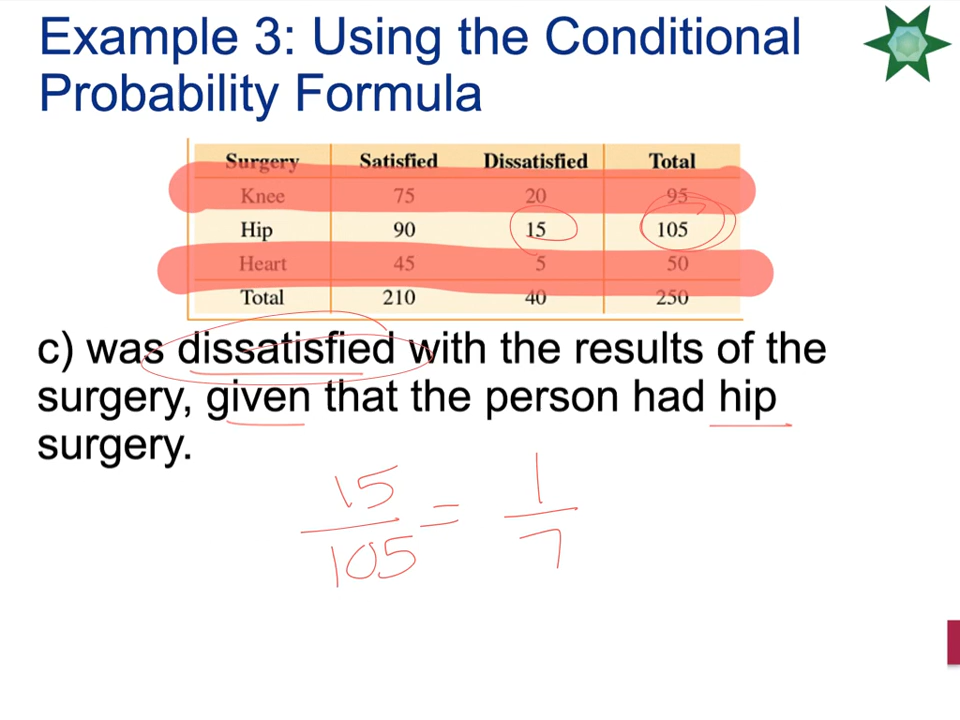 Example 3: Using the Conditional
Probability Formula
Surgery Satisfied Dissatisfied Total
Knee 75 20 95
Hip 90 15 105
Heart 45 5 50
Total 210 40 250
c) was dissatisfied with the results of the
surgery, given that the person had hip
surgery.
15/105 = 1/7